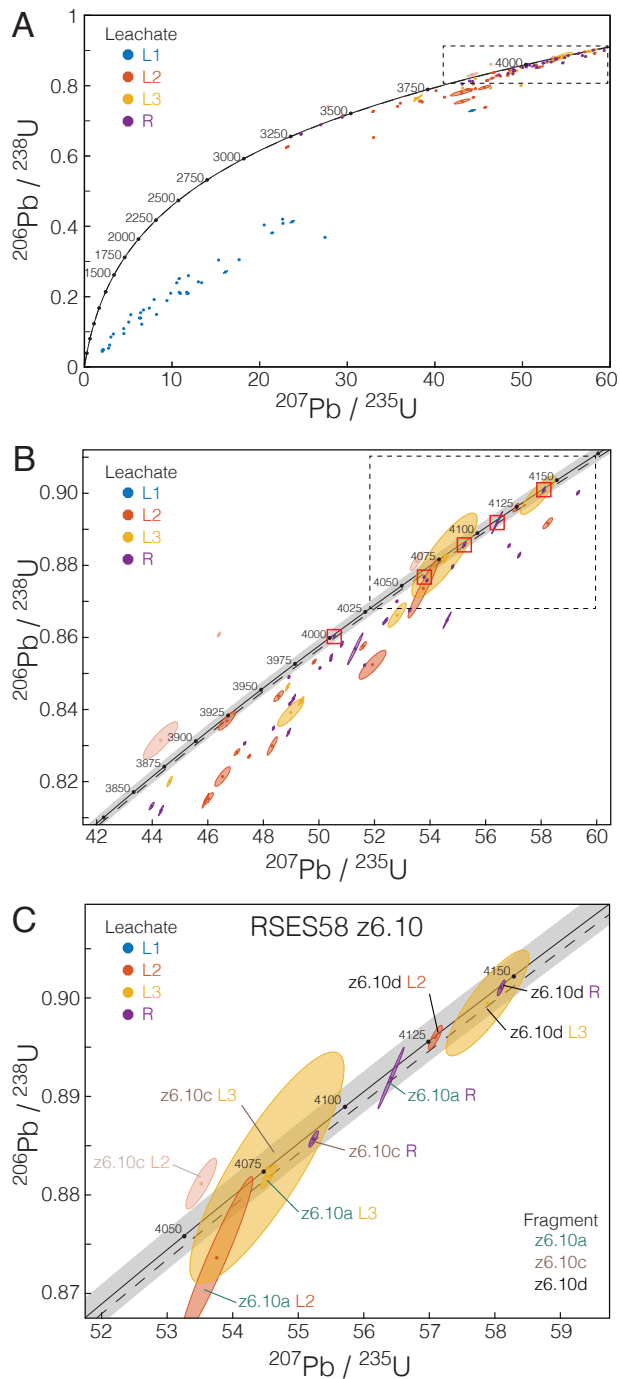 A
Leachate
L1
L2
L3
R
1
0.8
0.6
0.4
0.2
0
206Pb / 238U
1500
1750
2000
2250
2500
2750
3000
3250
3500
3750
4000
0 10 20 30 40 50 60
207Pb / 235U
B
Leachate
L1
L2
L3
R
0.90
0.88
0.86
0.84
0.82
206Pb / 238U
3850
3875
3900
3925
3950
3975
4000
4025
4050
4075
4100
4125
4150
42 44 46 48 50 52 54 56 58 60
207Pb / 235U
C
RSES58 z6.10
Leachate
L1
L2
L3
R
0.90
0.89
0.88
0.87
206Pb / 238U
4150
z6.10d L2
z6.10d R
4125
z6.10d L3
4100
z6.10c L3
z6.10a R
z6.10c R
z6.10c L2
4075
z6.10a L3
4050
z6.10a L2
Fragment
z6.10a
z6.10c
z6.10d
52 53 54 55 56 57 58 59
207Pb / 235U